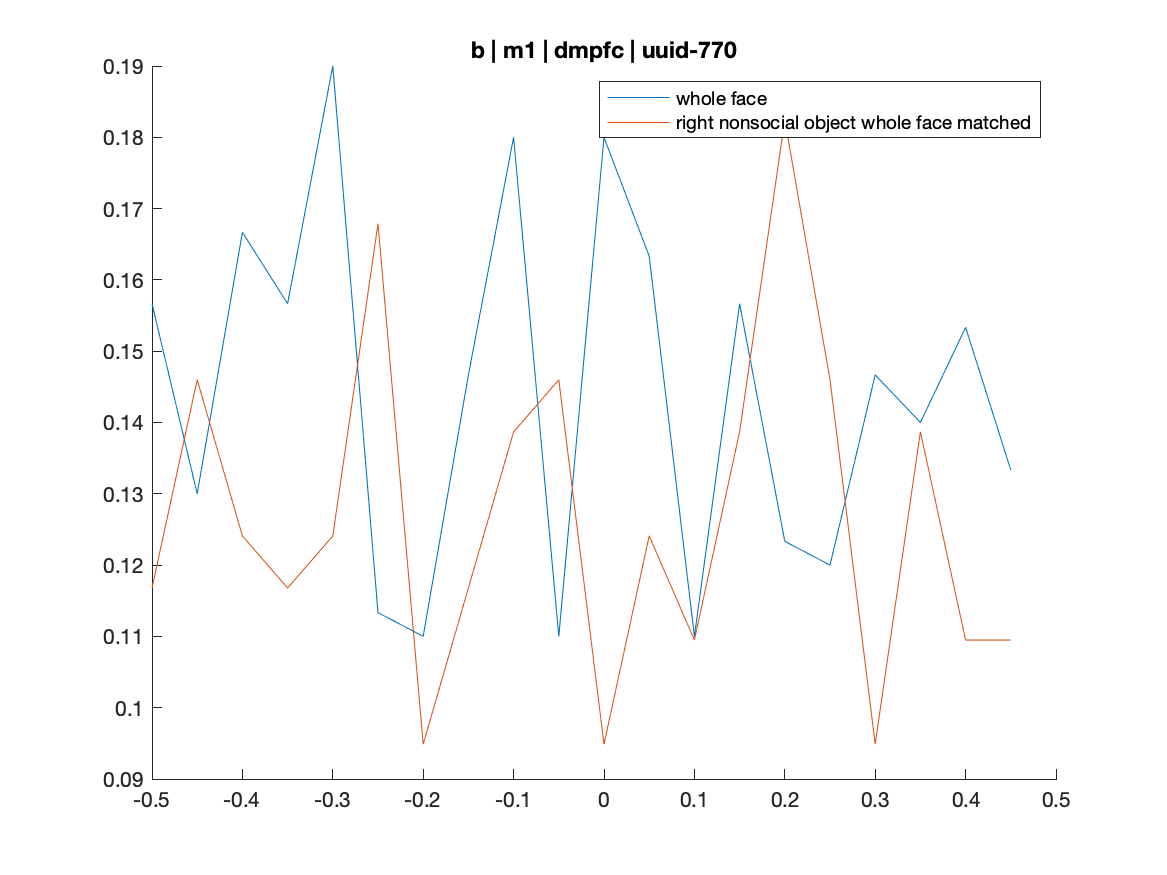 b | m1 | dmpfc | uuid-770
whole face
right nonsocial object whole face matched
0.19
0.18
0.17
0.16
0.15
0.14
0.13
0.12
0.11
0.1
0.09
-0.5 -0.4 -0.3 -0.2 -0.1 0 0.1 0.2 0.3 0.4 0.5